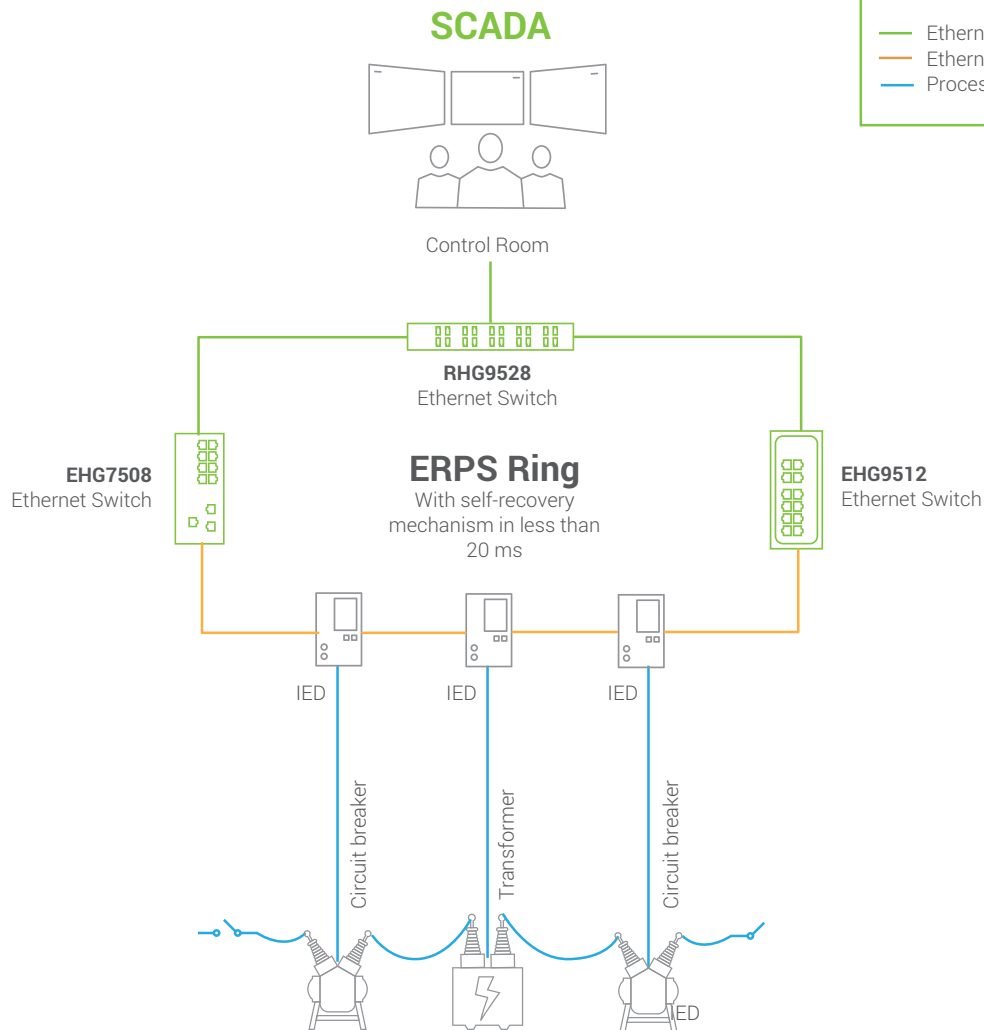 SCADA
Control Room
RHG9528
Ethernet Switch
EHG7508
Ethernet Switch
ERPS Ring
With self-recovery
mechanism in less than
20 ms
EHG9512
Ethernet Switch
IED
IED
IED
Circuit breaker
Transformer
Circuit breaker
IED